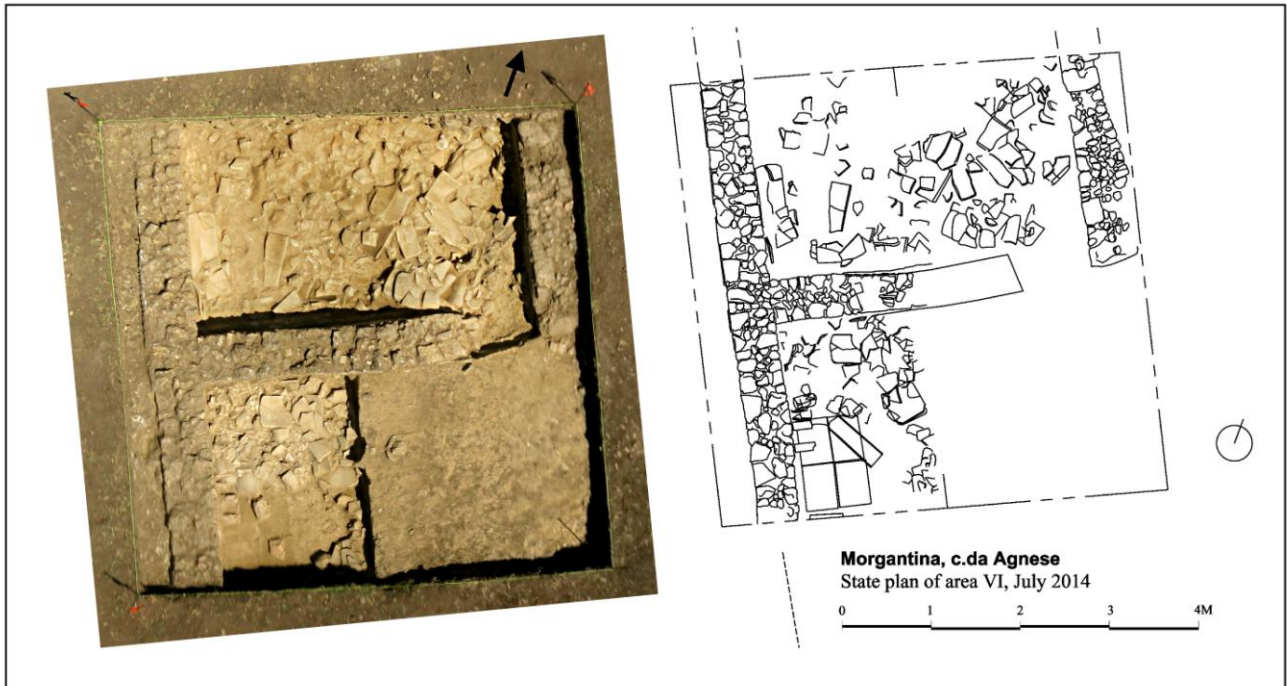 Morgantina, c.da Agnese
State plan of area VI, July 2014
0 1 2 3 4M